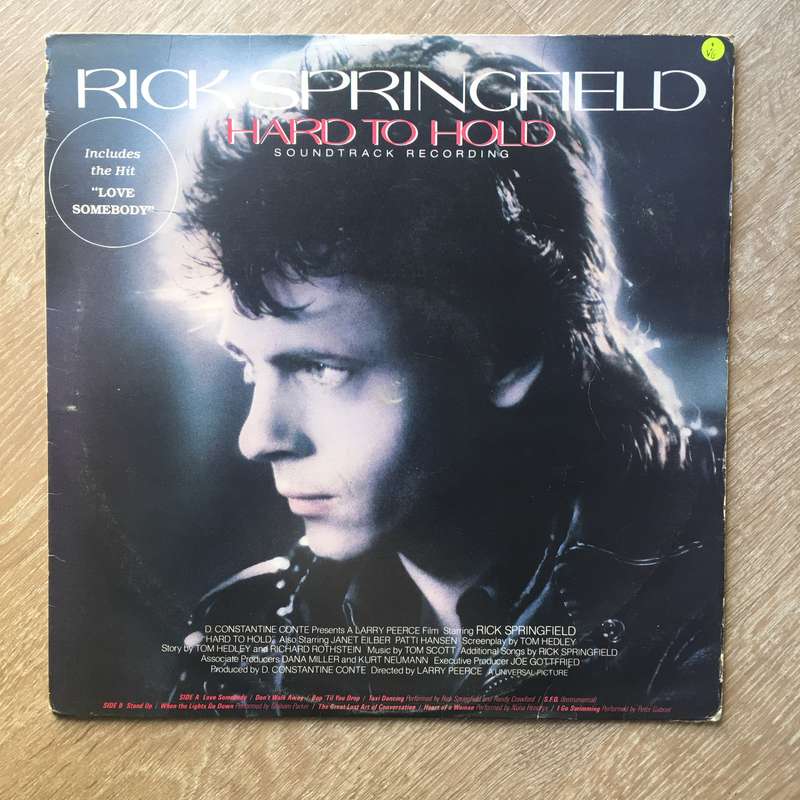 RICK SPRINGFIELD
HARD TO HOLD
SOUNDTRACK RECORDING
Includes
the Hit
"LOVE
SOMEBODY"
VG
D. CONSTANTINE CONTE Presents A LARRY PEERCE Film Starring RICK SPRINGFIELD
"HARD TO HOLD," Also Starring JANET EILBER PATTI HANSEN Screenplay by TOM HEDLEY
Story by TOM HEDLEY and RICHARD ROTHSTEIN Music by TOM SCOTT Additional Songs by RICK SPRINGFIELD
Associate Producers DANA MILLER and KURT NEUMANN Executive Producer JOE GOTTFRIED
Produced by D. CONSTANTINE CONTE Directed by LARRY PEERCE A UNIVERSAL PICTURE
SIDE A Love Somebody / Don't Walk Away / Bop 'Til You Drop / Taxi Dancing Performed by Rick Springfield and Randy Crawford / S.F.O. (Instrumental)
SIDE B Stand Up / When the Lights Go Down Performed by Graham Parker / The Great Lost Art of Conversation / Heart of a Woman Performed by Nona Hendryx / I Go Swimming Performed by Peter Gabriel